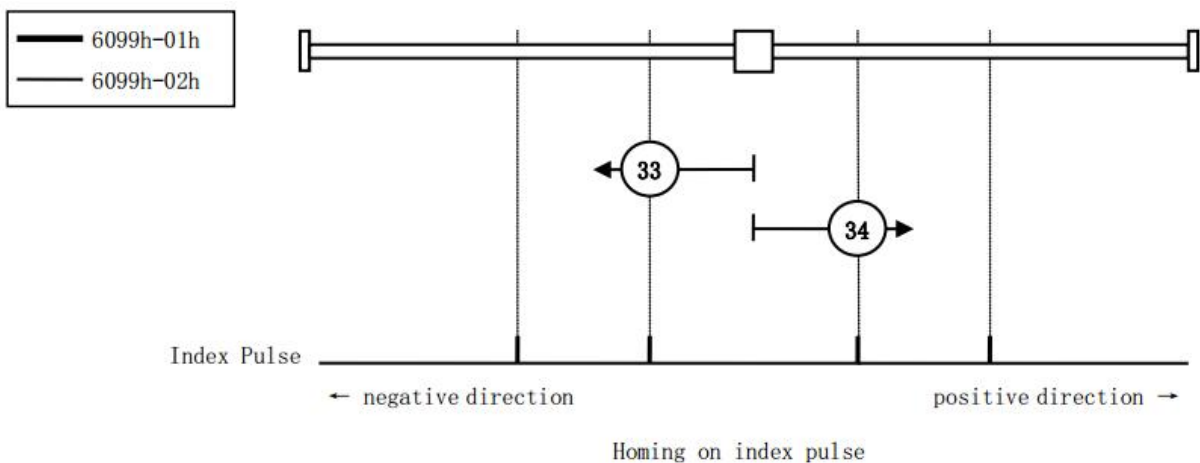 6099h-01h
6099h-02h
33
34
Index Pulse
← negative direction
positive direction →
Homing on index pulse